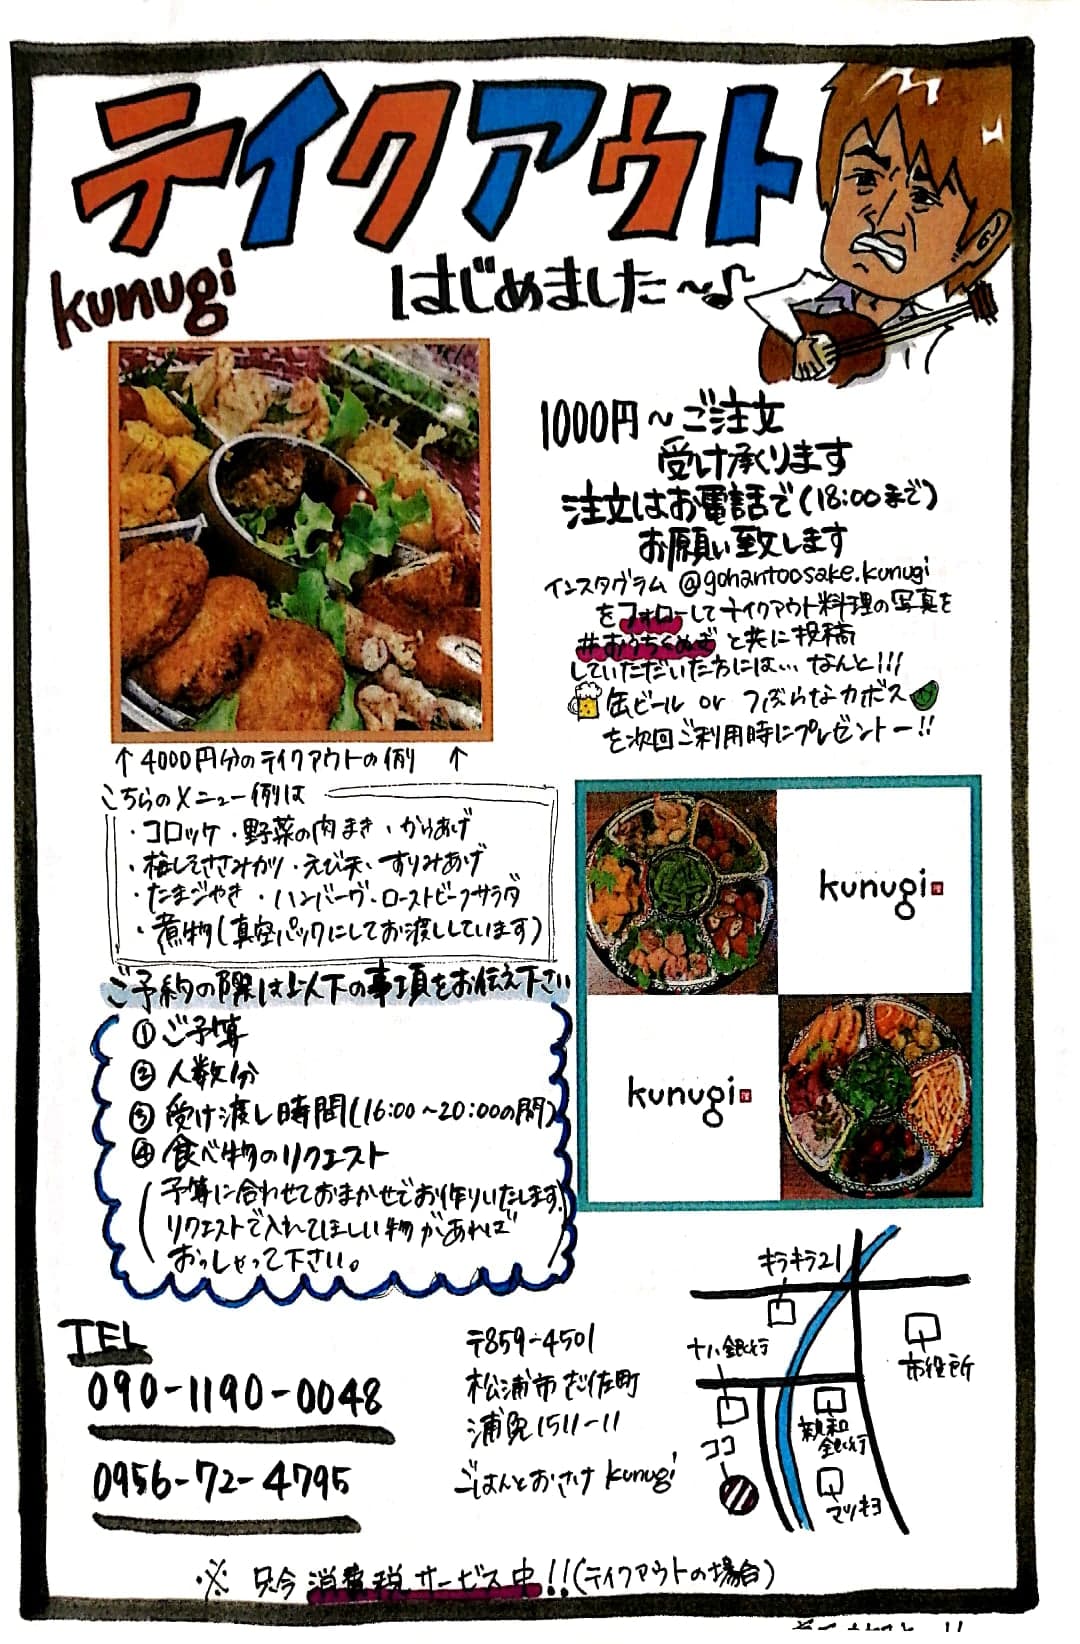 テイクアウト
kunugi
はじめました～♪
1000円～ご注文
受け承ります
注文はお電話で(18:00まで)
お願い致します
インスタグラム @gohantoosake.kunugi
をフォローしてテイクアウト料理の写真を
#おうちくぬぎ と共に投稿
していただいた方には… なんと!!!
缶ビール or つぶらなカボス
を次回ご利用時にプレゼントー!!
↑ 4000円分のテイクアウトの例 ↑
こちらのメニュー例は
・コロッケ ・野菜の肉まき ・からあげ
・梅しそささみカツ ・えび天 ・すりみあげ
・たまごやき ・ハンバーグ ・ローストビーフサラダ
・煮物(真空パックにしてお渡ししています)
kunugi
kunugi
ご予約の際は以下の事項をお伝え下さい
① ご予算
② 人数分
③ 受け渡し時間(16:00～20:00の間)
④ 食べ物のリクエスト
(予算に合わせておまかせでお作りいたします。
リクエストで入れてほしい物があれば
おっしゃって下さい。)
TEL
090-1190-0048
0956-72-4795
〒859-4501
松浦市志佐町
浦免1511-11
ごはんとおさけ kunugi
キラキラ21
十八銀行
市役所
親和
銀行
ココ
マツキヨ
※ 只今 消費税サービス中!!(テイクアウトの場合)